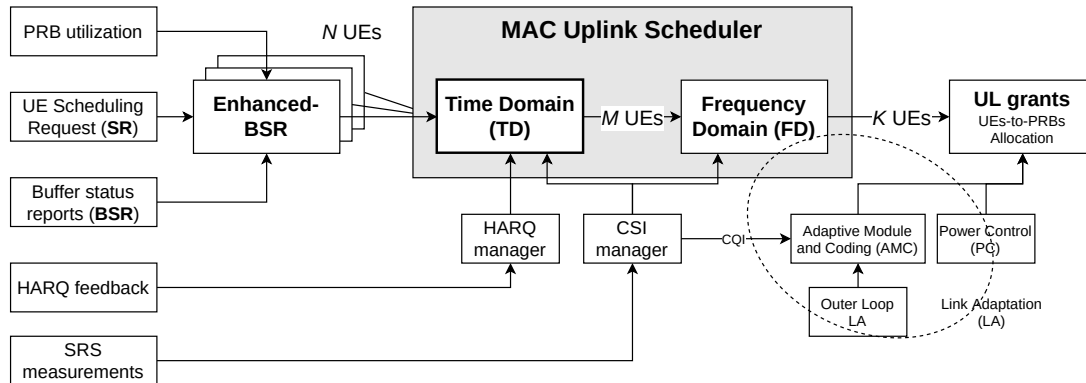 PRB utilization
N UEs
MAC Uplink Scheduler
UE Scheduling
Request (SR)
Enhanced-
BSR
Time Domain
(TD)
M UEs
Frequency
Domain (FD)
K UEs
UL grants
UEs-to-PRBs
Allocation
Buffer status
reports (BSR)
HARQ
manager
CSI
manager
CQI
Adaptive Module
and Coding (AMC)
Power Control
(PC)
HARQ feedback
Outer Loop
LA
Link Adaptation
(LA)
SRS
measurements